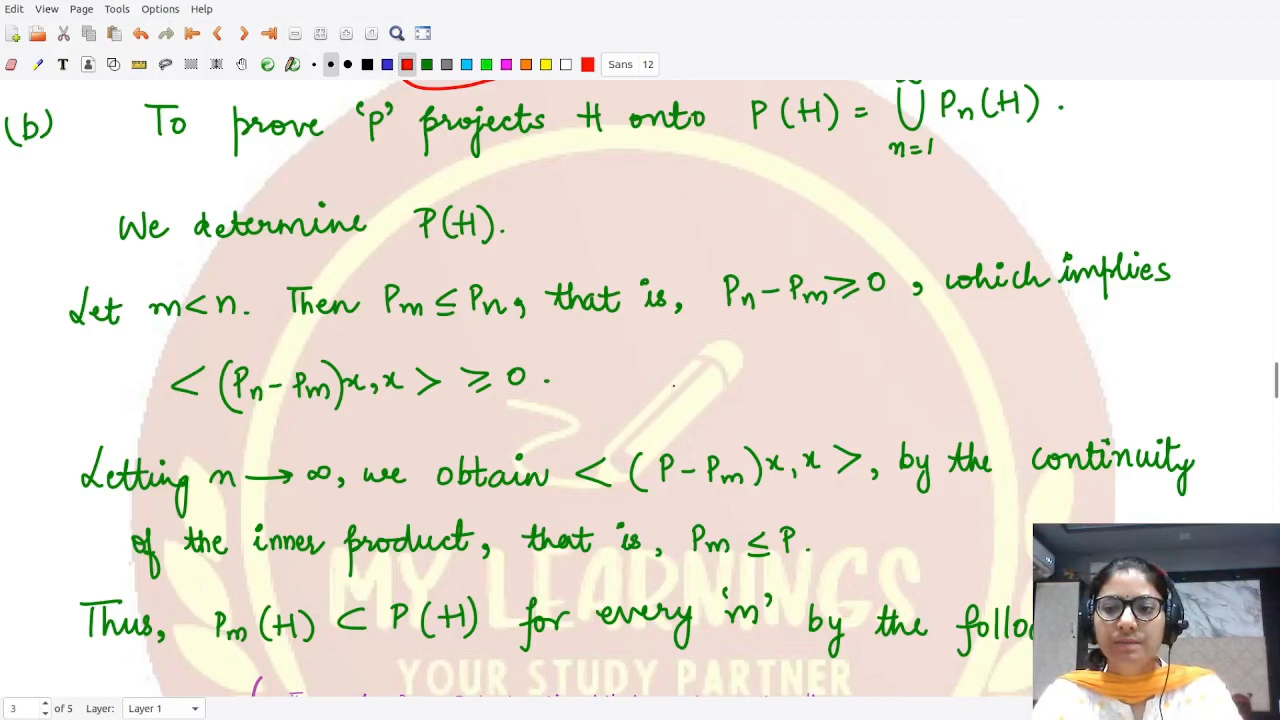 Edit View Page Tools Options Help
Sans 12
(b) To prove 'p' projects H onto P(H) = ⋃ Pn(H).
n=1
We determine P(H).
Let m<n. Then Pm ≤ Pn, that is, Pn - Pm ≥ 0, which implies
< (Pn - Pm)x, x > ≥ 0.
Letting n → ∞, we obtain < (P - Pm)x, x >, by the continuity
of the inner product, that is, Pm ≤ P.
Thus, Pm(H) ⊂ P(H) for every 'm' by the
MY LEARNINGS
YOUR STUDY PARTNER
3 of 5 Layer: Layer 1